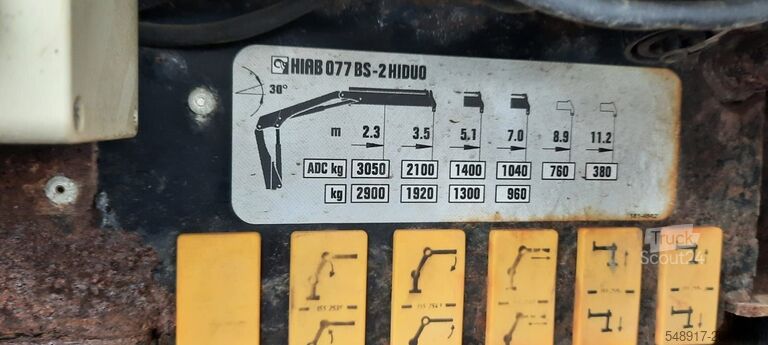 HIAB 077 BS-2 HIDUO
30°
m 2.3 3.5 5.1 7.0 8.9 11.2
ADC kg 3050 2100 1400 1040 760 380
kg 2900 1920 1300 960
Truck
Scout24